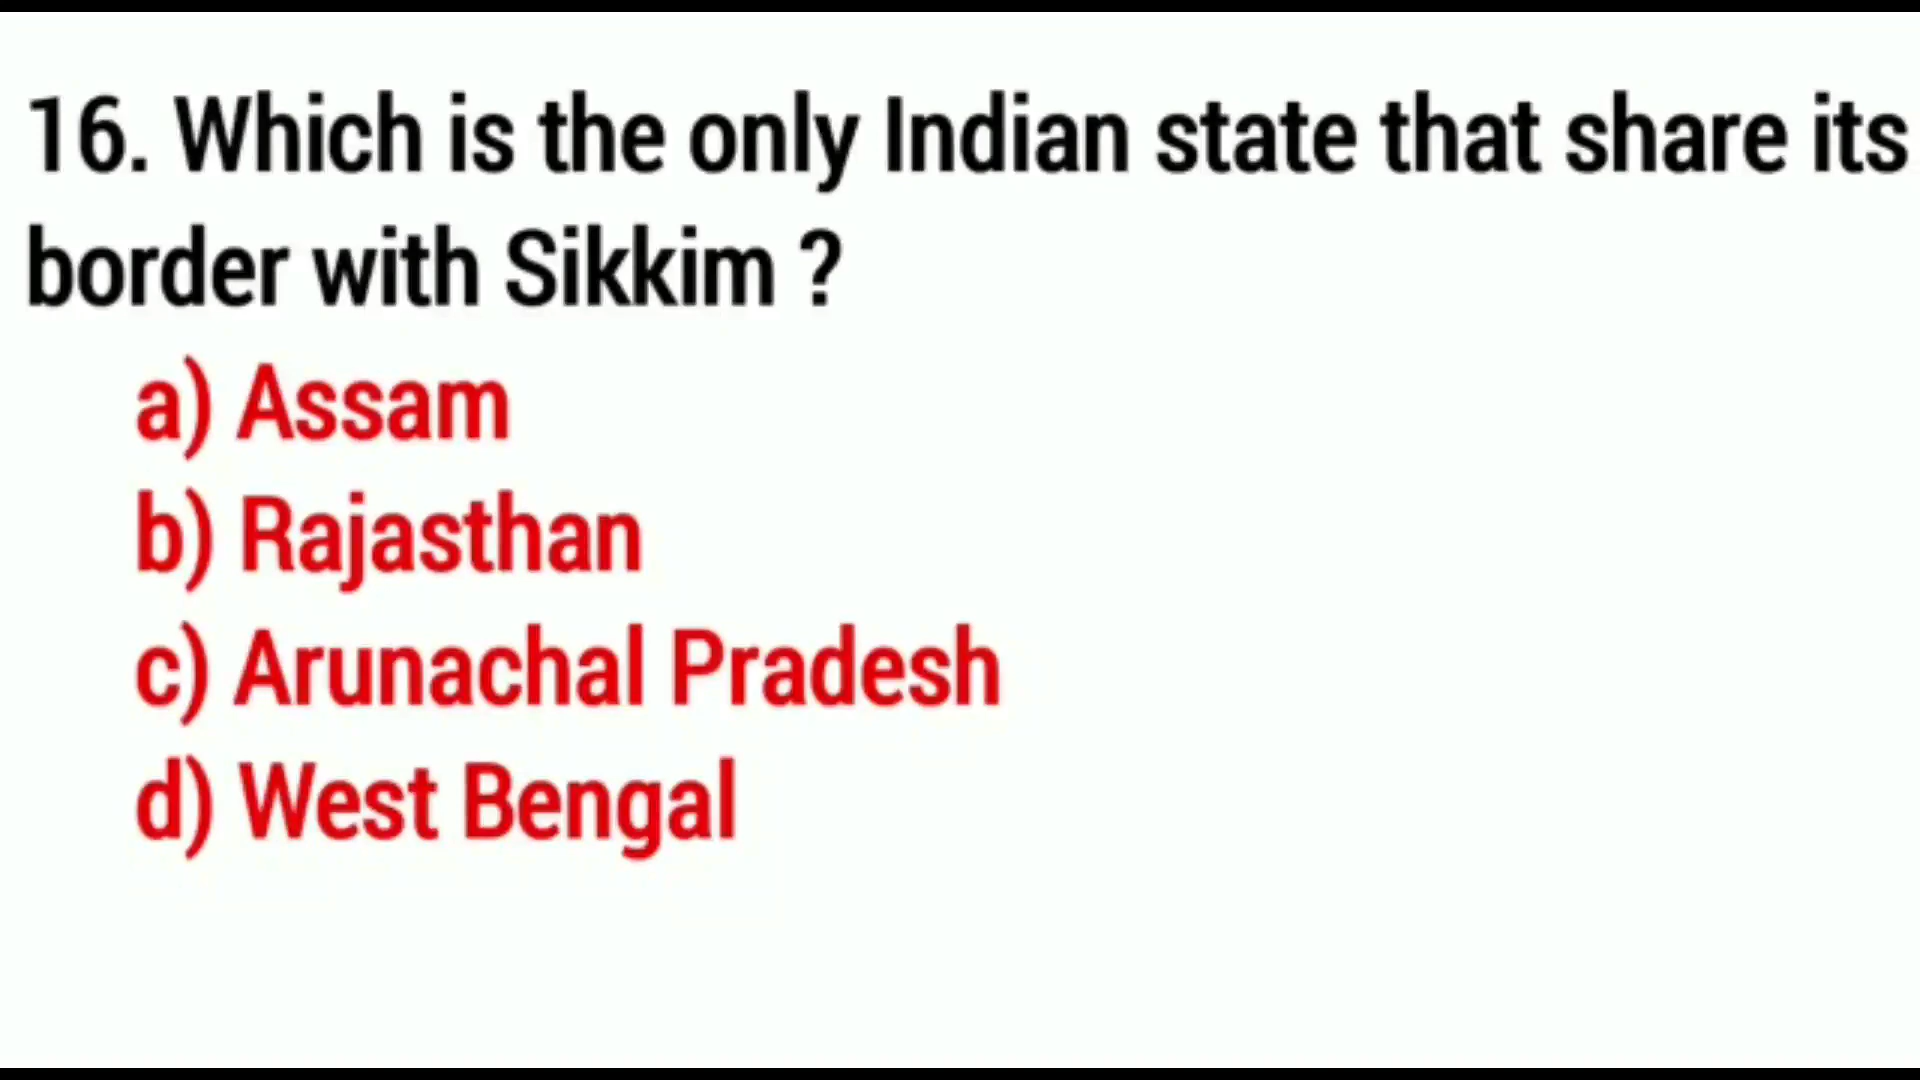 16. Which is the only Indian state that share its
border with Sikkim ?
a) Assam
b) Rajasthan
c) Arunachal Pradesh
d) West Bengal